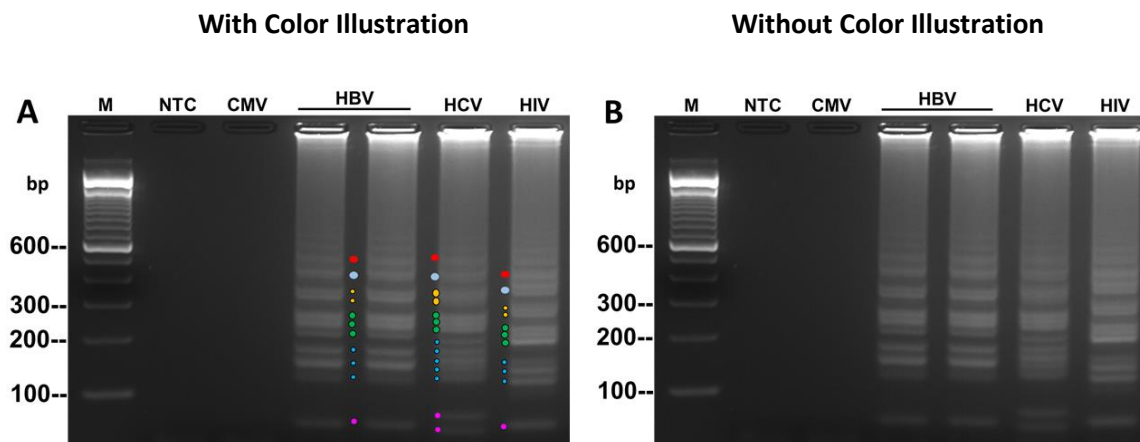 With Color Illustration
Without Color Illustration
A
M NTC CMV HBV HCV HIV
bp
600--
300--
200--
100--
B
M NTC CMV HBV HCV HIV
bp
600--
300--
200--
100--